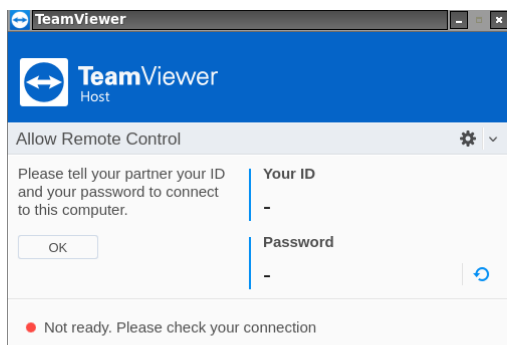 TeamViewer
TeamViewer
Host
Allow Remote Control
Please tell your partner your ID
and your password to connect
to this computer.
OK
Your ID
-
Password
-
Not ready. Please check your connection